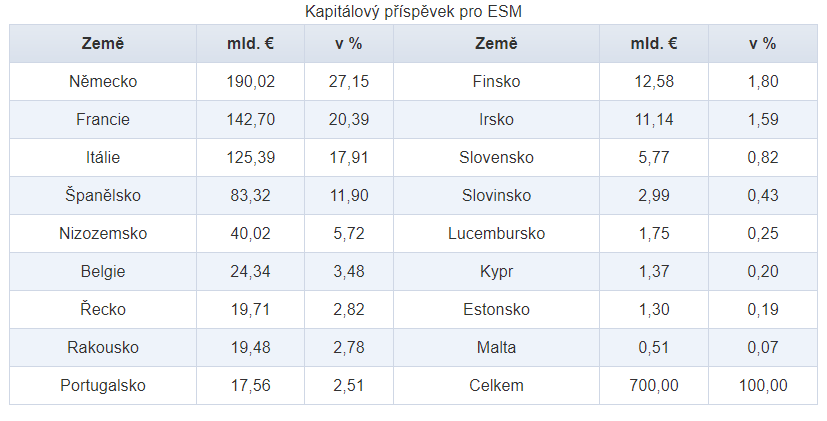 Kapitálový příspěvek pro ESM
Země mld. € v % Země mld. € v %
Německo 190,02 27,15 Finsko 12,58 1,80
Francie 142,70 20,39 Irsko 11,14 1,59
Itálie 125,39 17,91 Slovensko 5,77 0,82
Španělsko 83,32 11,90 Slovinsko 2,99 0,43
Nizozemsko 40,02 5,72 Lucembursko 1,75 0,25
Belgie 24,34 3,48 Kypr 1,37 0,20
Řecko 19,71 2,82 Estonsko 1,30 0,19
Rakousko 19,48 2,78 Malta 0,51 0,07
Portugalsko 17,56 2,51 Celkem 700,00 100,00